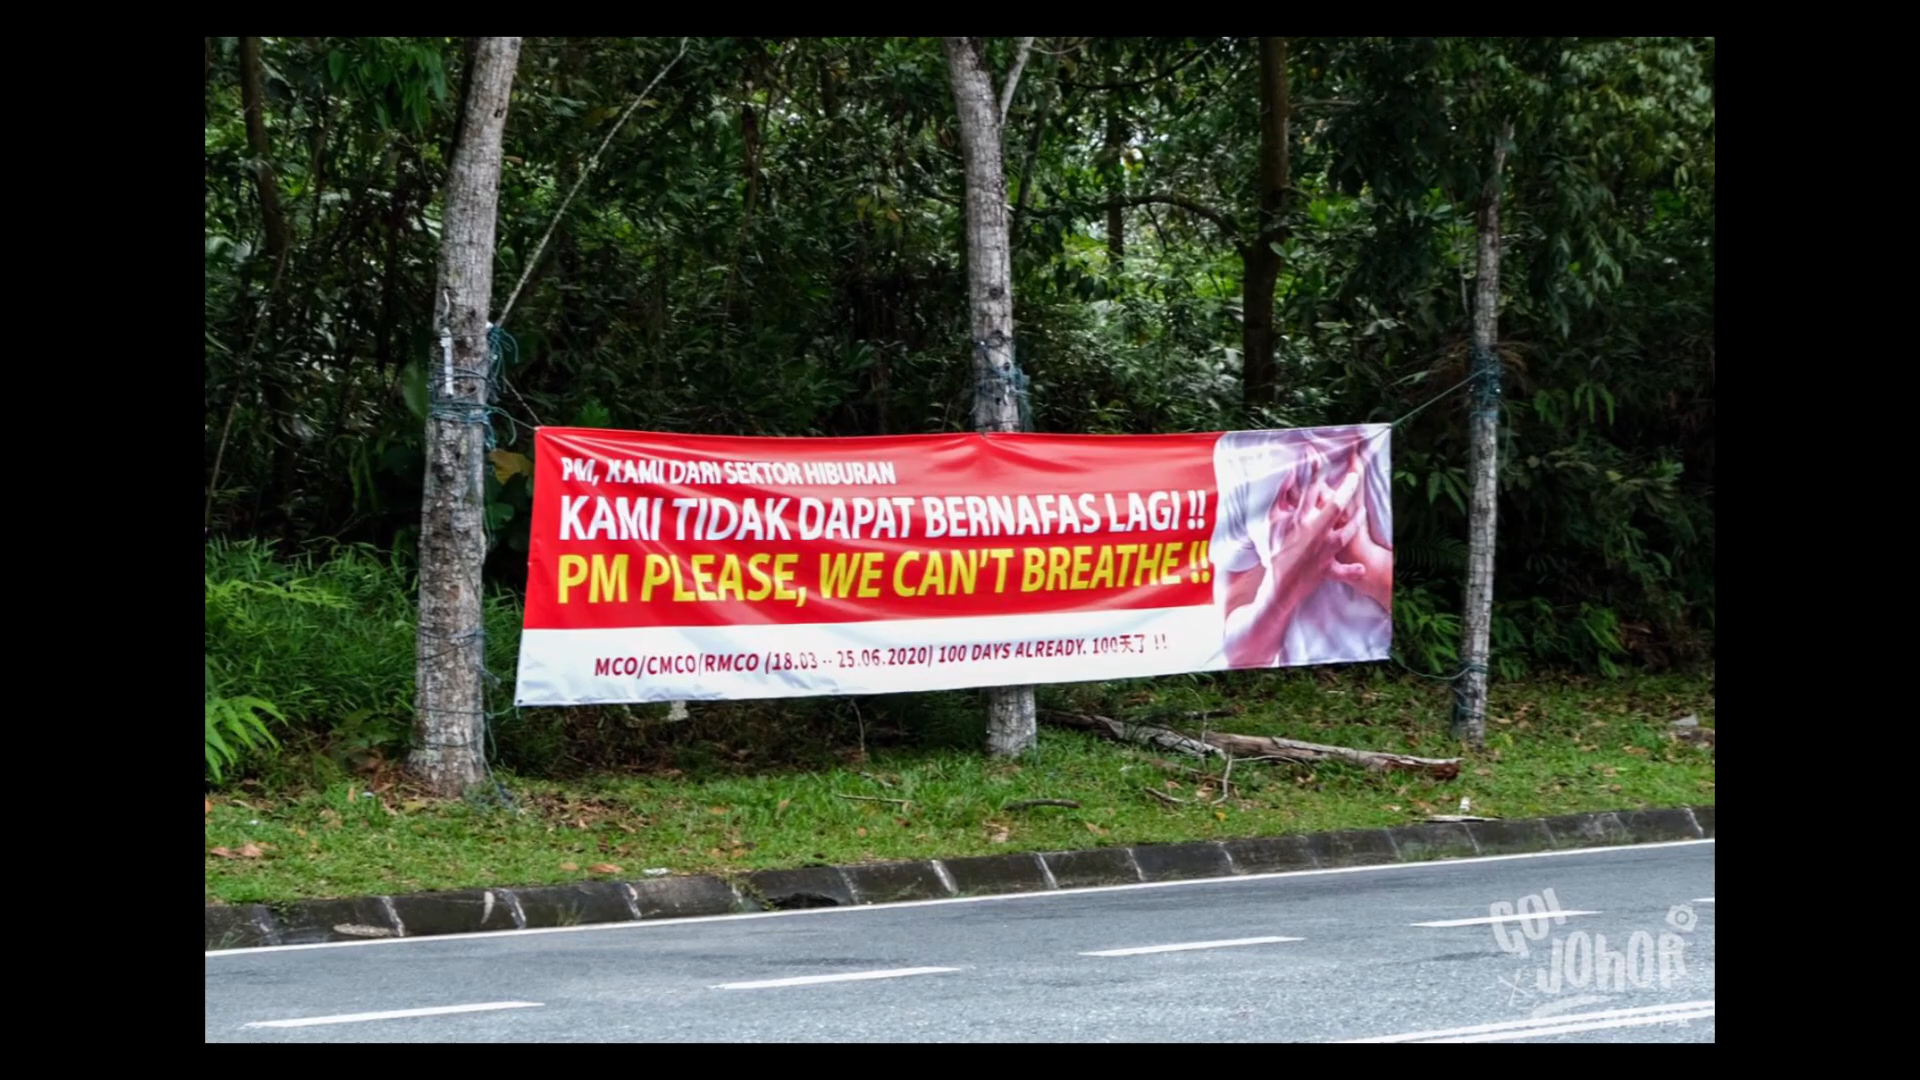 PM, KAMI DARI SEKTOR HIBURAN
KAMI TIDAK DAPAT BERNAFAS LAGI !!
PM PLEASE, WE CAN'T BREATHE !!
MCO/CMCO/RMCO (18.03 -- 25.06.2020) 100 DAYS ALREADY. 100天了 !!
GO!
JOHOR